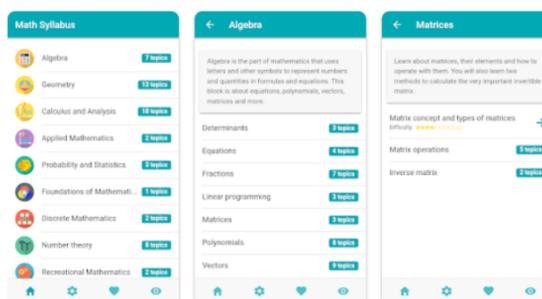 Math Syllabus
Algebra
7 topics
Geometry
13 topics
Calculus and Analysis
18 topics
Applied Mathematics
2 topics
Probability and Statistics
3 topics
Foundations of Mathemati...
1 topics
Discrete Mathematics
2 topics
Number theory
8 topics
Recreational Mathematics
2 topics
Algebra
Algebra is the part of mathematics that uses
letters and other symbols to represent numbers
and quantities in formulas and equations. This
block is about equations, polynomials, vectors,
matrices and more.
Determinants
3 topics
Equations
4 topics
Fractions
7 topics
Linear programming
3 topics
Matrices
3 topics
Polynomials
8 topics
Vectors
9 topics
Matrices
Learn about matrices, their elements and how to
operate with them. You will also learn two
methods to calculate the very important invertible
matrix.
Matrix concept and types of matrices
Difficulty:
Matrix operations
5 topics
Inverse matrix
2 topics